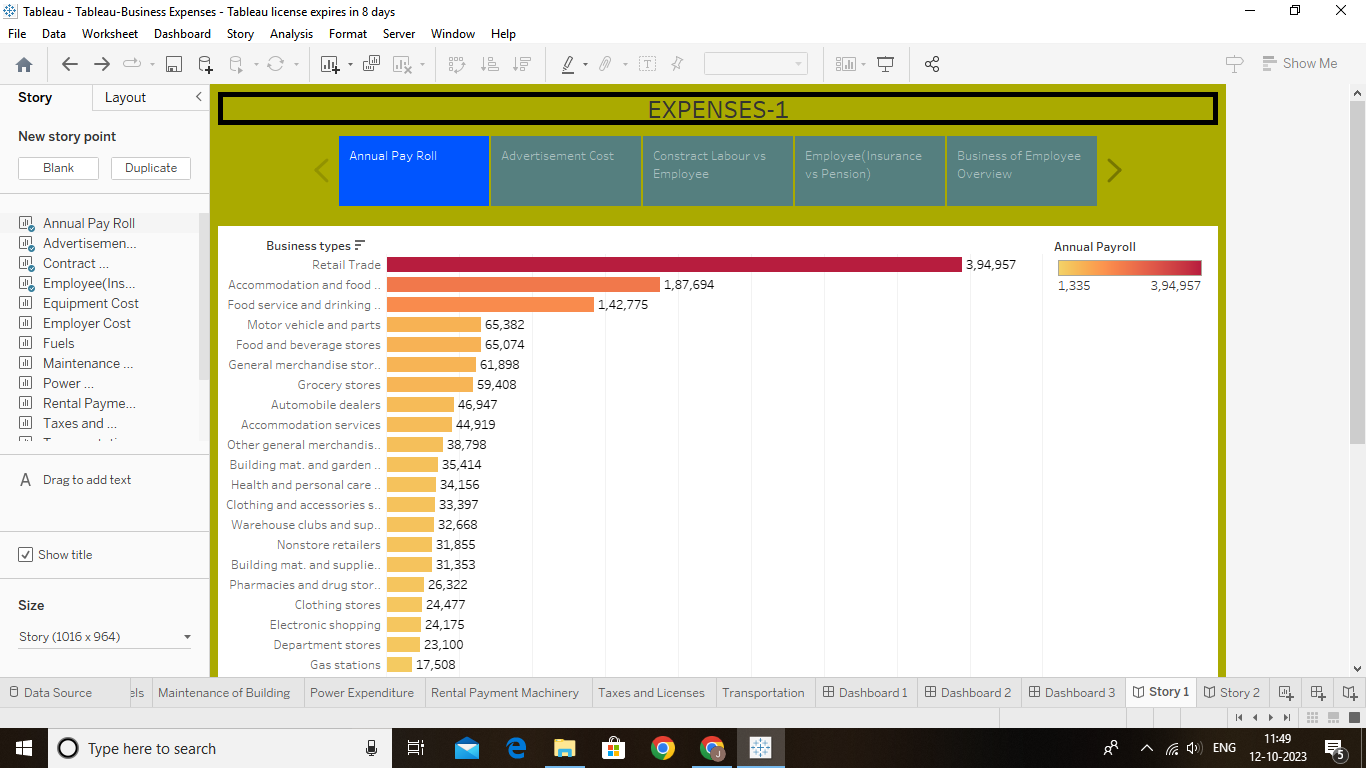 Tableau - Tableau-Business Expenses - Tableau license expires in 8 days
File Data Worksheet Dashboard Story Analysis Format Server Window Help
Show Me
Story Layout
New story point
Blank Duplicate
Annual Pay Roll
Advertisemen...
Contract ...
Employee(Ins...
Equipment Cost
Employer Cost
Fuels
Maintenance ...
Power ...
Rental Payme...
Taxes and ...
A Drag to add text
Show title
Size
Story (1016 x 964)
EXPENSES-1
Annual Pay Roll
Advertisement Cost
Constract Labour vs
Employee
Employee(Insurance
vs Pension)
Business of Employee
Overview
Business types
Retail Trade 3,94,957
Accommodation and food .. 1,87,694
Food service and drinking .. 1,42,775
Motor vehicle and parts 65,382
Food and beverage stores 65,074
General merchandise stor.. 61,898
Grocery stores 59,408
Automobile dealers 46,947
Accommodation services 44,919
Other general merchandis.. 38,798
Building mat. and garden .. 35,414
Health and personal care .. 34,156
Clothing and accessories s.. 33,397
Warehouse clubs and sup.. 32,668
Nonstore retailers 31,855
Building mat. and supplie.. 31,353
Pharmacies and drug stor.. 26,322
Clothing stores 24,477
Electronic shopping 24,175
Department stores 23,100
Gas stations 17,508
Annual Payroll
1,335 3,94,957
Data Source els Maintenance of Building Power Expenditure Rental Payment Machinery Taxes and Licenses Transportation Dashboard 1 Dashboard 2 Dashboard 3 Story 1 Story 2
Type here to search
ENG
11:49
12-10-2023
5